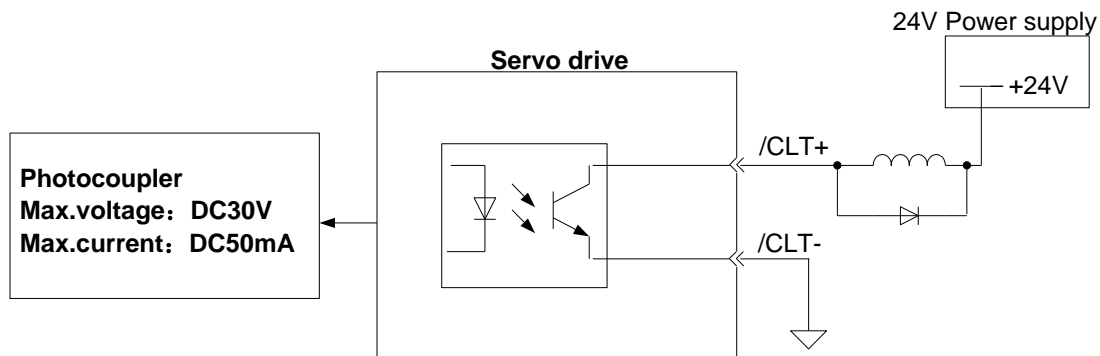 24V Power supply
+24V
Servo drive
/CLT+
Photocoupler
Max.voltage：DC30V
Max.current：DC50mA
/CLT-